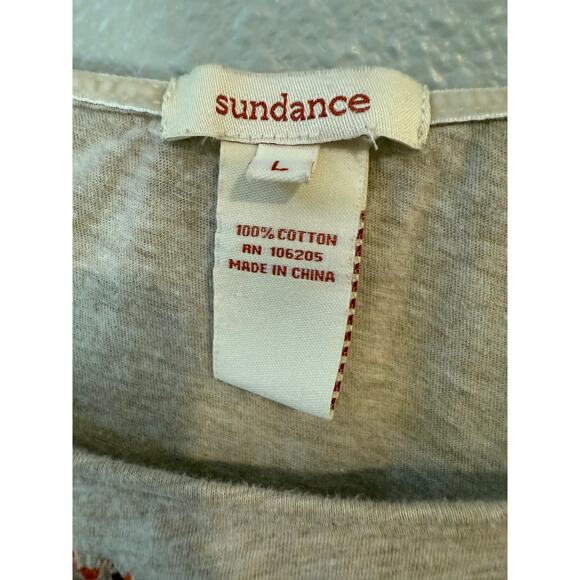 sundance
L
100% COTTON
RN 106205
MADE IN CHINA